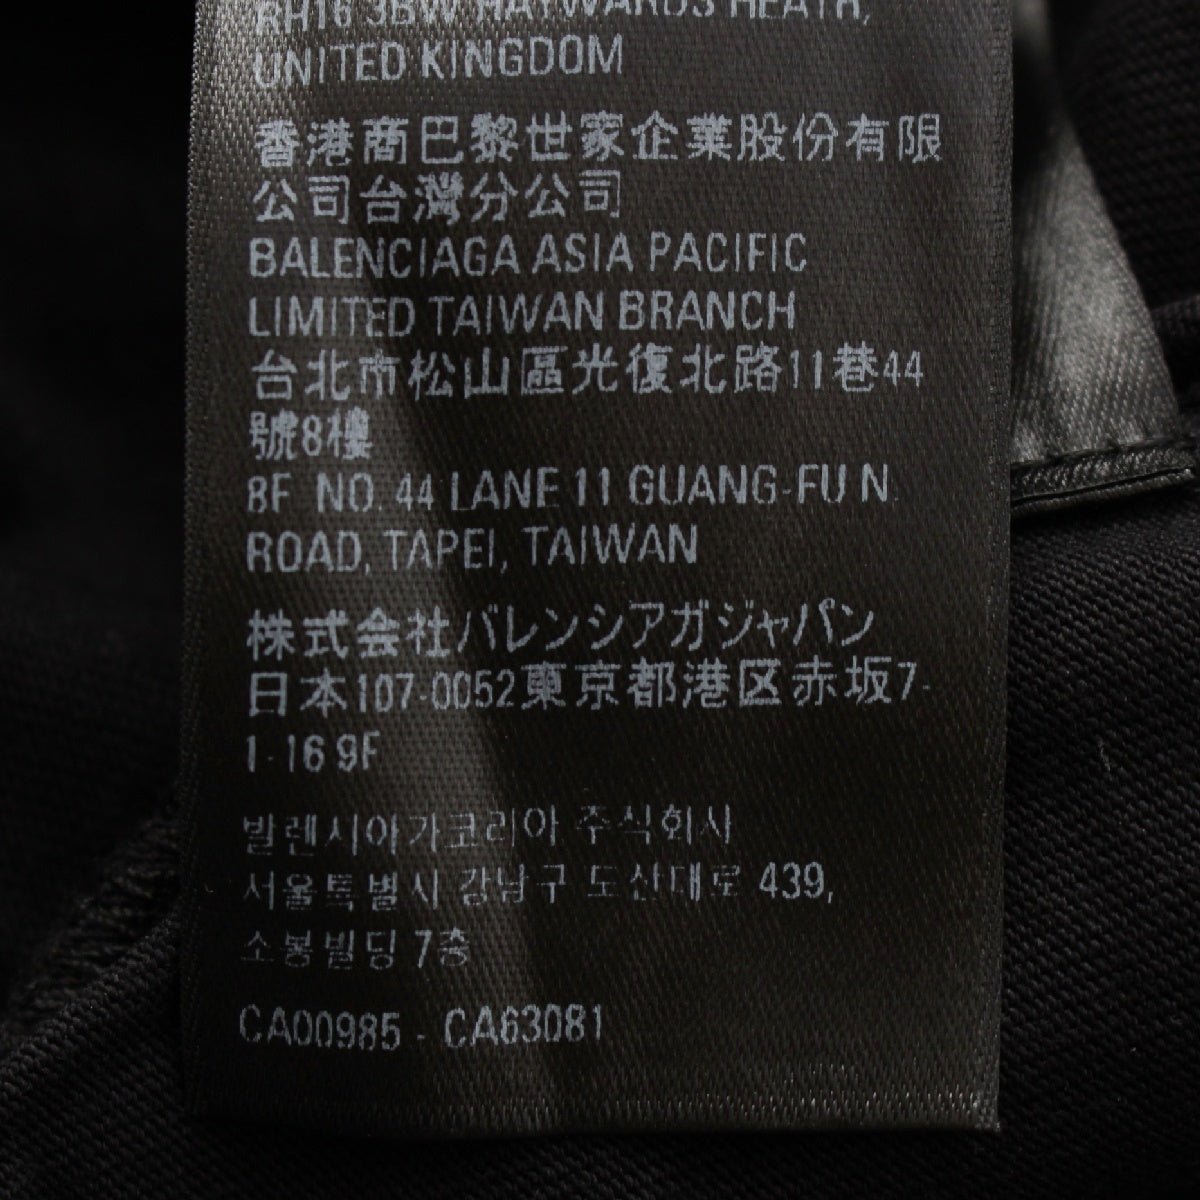 RH16 3BW HAYWARDS HEATH,
UNITED KINGDOM
香港商巴黎世家企業股份有限
公司台灣分公司
BALENCIAGA ASIA PACIFIC
LIMITED TAIWAN BRANCH
台北市松山區光復北路11巷44
號8樓
8F NO. 44 LANE 11 GUANG-FU N.
ROAD, TAPEI, TAIWAN
株式会社バレンシアガジャパン
日本107-0052東京都港区赤坂7-
1-16 9F
발렌시아가코리아 주식회사
서울특별시 강남구 도산대로 439,
소봉빌딩 7층
CA00985 - CA63081